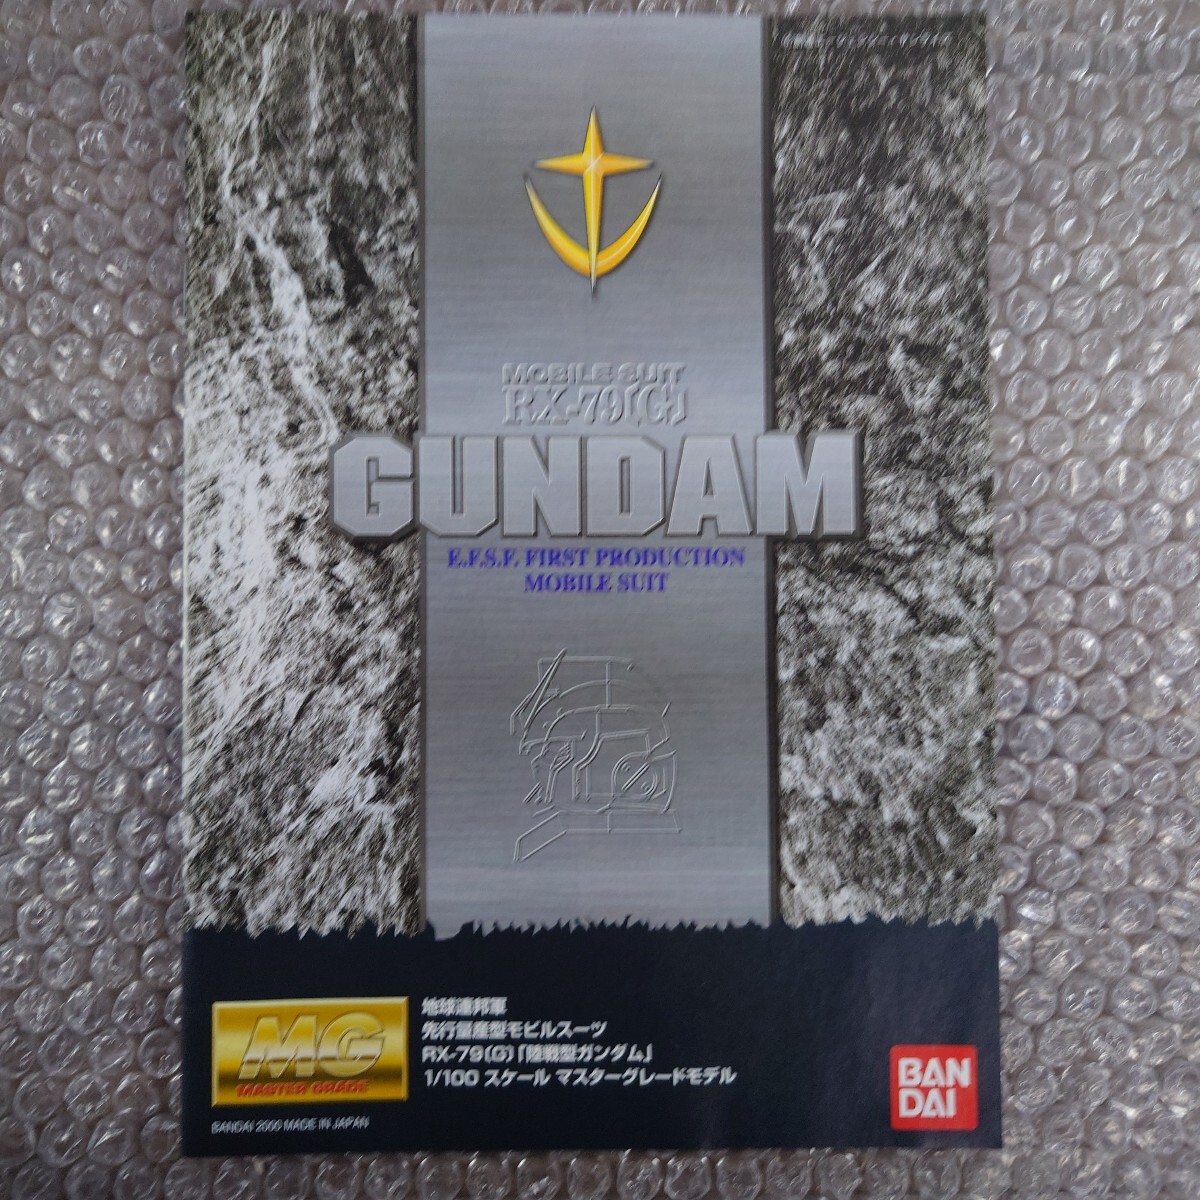 MOBILE SUIT
RX-79[G]
GUNDAM
E.F.S.F. FIRST PRODUCTION
MOBILE SUIT
MG
MASTER GRADE
地球連邦軍
先行量産型モビルスーツ
RX-79(G)「陸戦型ガンダム」
1/100 スケール マスターグレードモデル
BANDAI 2000 MADE IN JAPAN
BAN
DAI